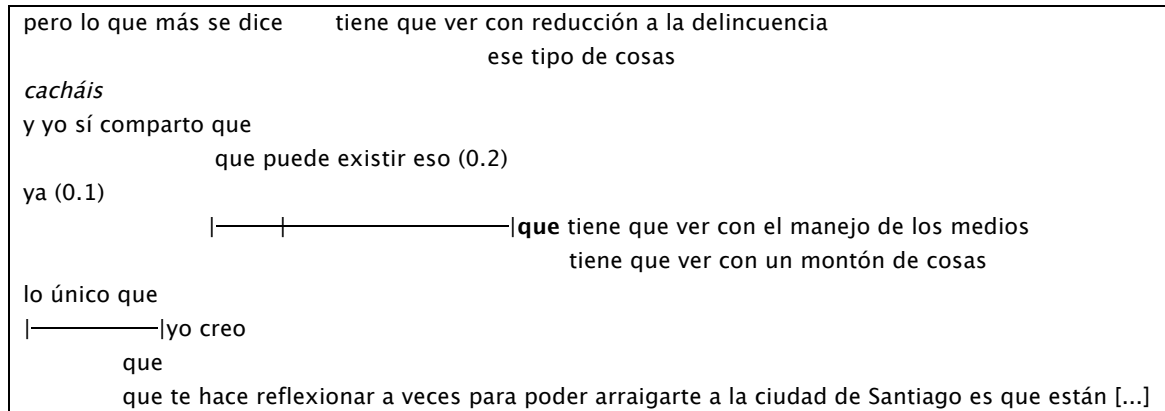 pero lo que más se dice tiene que ver con reducción a la delincuencia
ese tipo de cosas
cacháis
y yo sí comparto que
que puede existir eso (0.2)
ya (0.1)
que tiene que ver con el manejo de los medios
tiene que ver con un montón de cosas
lo único que
yo creo
que
que te hace reflexionar a veces para poder arraigarte a la ciudad de Santiago es que están [...]